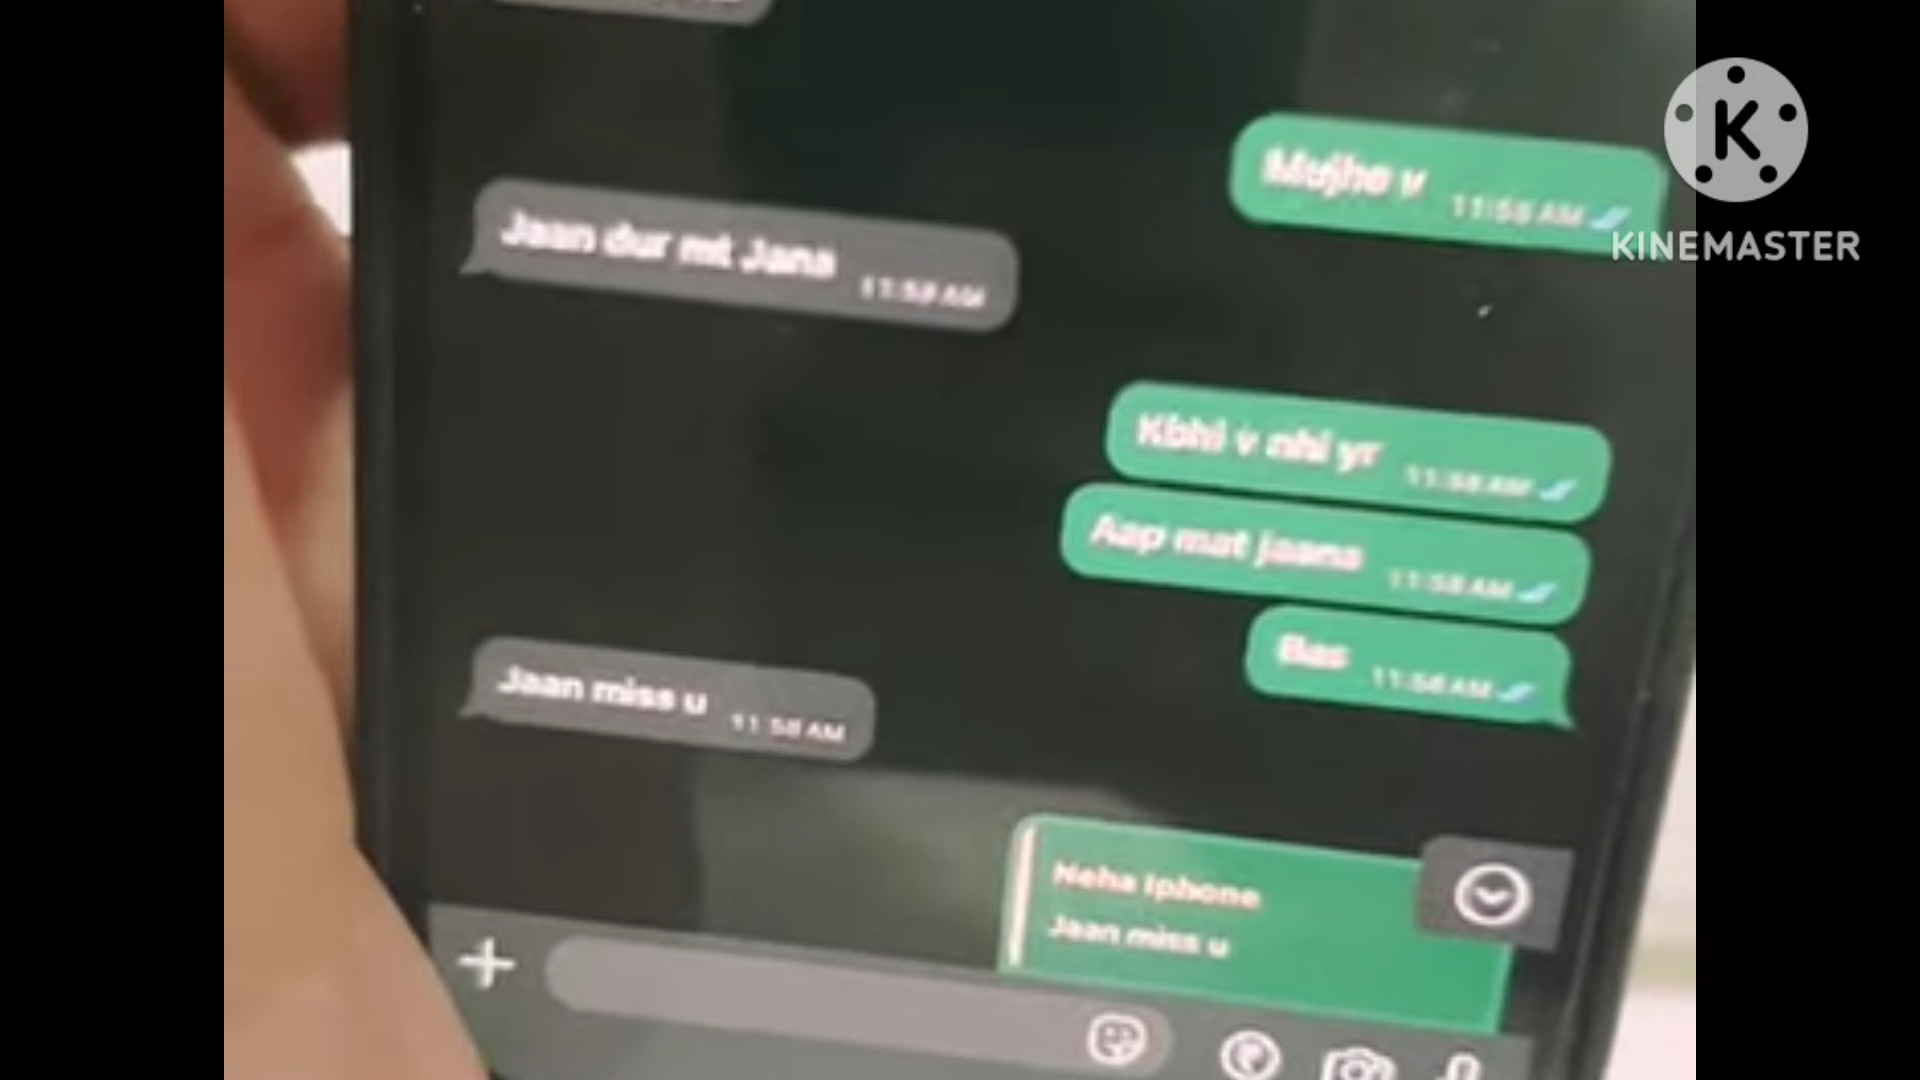 Mujhe v
11:58 AM
Jaan dur mt Jana
11:58 AM
Kbhi v nhi yr
11:58 AM
Aap mat jaana
11:58 AM
Bas
11:58 AM
Jaan miss u
11:58 AM
Neha Iphone
Jaan miss u
K
KINEMASTER